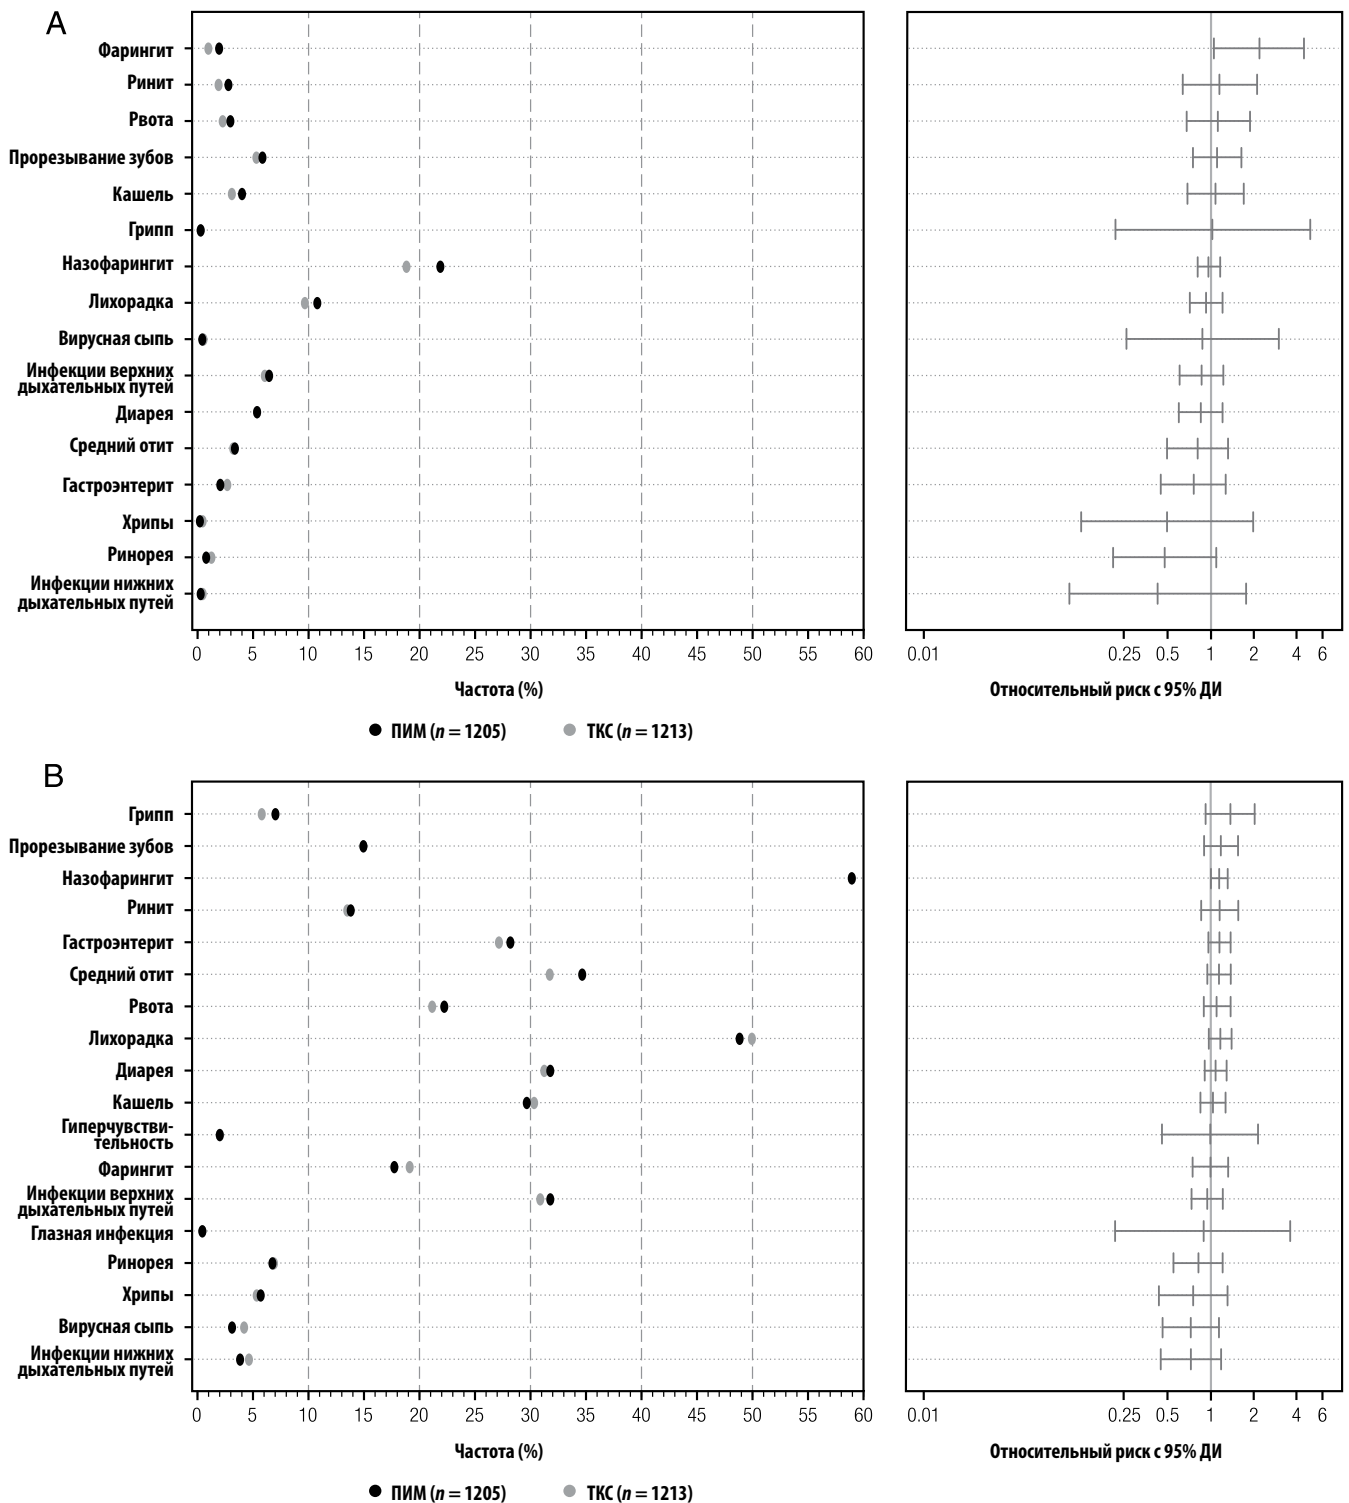 A
Фарингит
Ринит
Рвота
Прорезывание зубов
Кашель
Грипп
Назофарингит
Лихорадка
Вирусная сыпь
Инфекции верхних
дыхательных путей
Диарея
Средний отит
Гастроэнтерит
Хрипы
Ринорея
Инфекции нижних
дыхательных путей
0 5 10 15 20 25 30 35 40 45 50 55 60
Частота (%)
0.01 0.25 0.5 1 2 4 6
Относительный риск с 95% ДИ
ПИМ (n = 1205) ТКС (n = 1213)
B
Грипп
Прорезывание зубов
Назофарингит
Ринит
Гастроэнтерит
Средний отит
Рвота
Лихорадка
Диарея
Кашель
Гиперчувстви-
тельность
Фарингит
Инфекции верхних
дыхательных путей
Глазная инфекция
Ринорея
Хрипы
Вирусная сыпь
Инфекции нижних
дыхательных путей
0 5 10 15 20 25 30 35 40 45 50 55 60
Частота (%)
0.01 0.25 0.5 1 2 4 6
Относительный риск с 95% ДИ
ПИМ (n = 1205) ТКС (n = 1213)